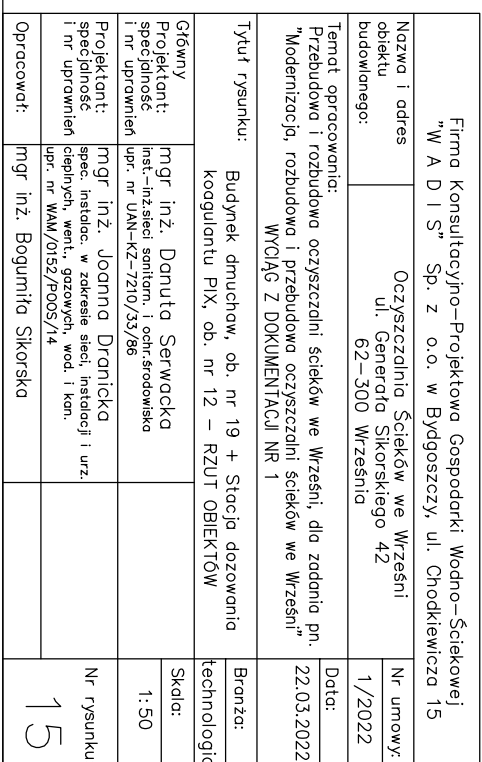 Firma Konsultacyjno-Projektowa Gospodarki Wodno-Ściekowej
"W A D I S" Sp. z o.o. w Bydgoszczy, ul. Chodkiewicza 15
Nazwa i adres
obiektu
budowlanego:
Oczyszczalnia Ścieków we Wrześni
ul. Generała Sikorskiego 42
62-300 Września
Nr umowy:
1/2022
Temat opracowania:
Przebudowa i rozbudowa oczyszczalni ścieków we Wrześni, dla zadania pn.
"Modernizacja, rozbudowa i przebudowa oczyszczalni ścieków we Wrześni"
WYCIĄG Z DOKUMENTACJI NR 1
Data:
22.03.2022
Tytuł rysunku:
Budynek dmuchaw, ob. nr 19 + Stacja dozowania
koagulantu PIX, ob. nr 12 - RZUT OBIEKTÓW
Branża:
technologia
Główny
Projektant:
specjalność
i nr uprawnień
mgr inż. Danuta Serwacka
inst.-inż.sieci sanitarn. i ochr.środowiska
upr. nr UAN-KZ-7210/33/86
Skala:
1:50
Projektant:
specjalność
i nr uprawnień
mgr inż. Joanna Dranicka
spec. instalac. w zakresie sieci, instalacji i urz.
cieplnych, went., gazowych, wod. i kan.
upr. nr WAM/0152/POOS/14
Nr rysunku
15
Opracował:
mgr inż. Bogumiła Sikorska